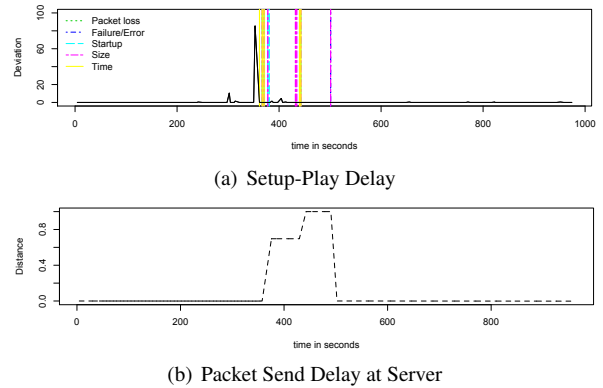 Deviation
0 20 60 100
Packet loss
Failure/Error
Startup
Size
Time
0 200 400 600 800 1000
time in seconds
(a) Setup-Play Delay
Distance
0.0 0.4 0.8
0 200 400 600 800
time in seconds
(b) Packet Send Delay at Server